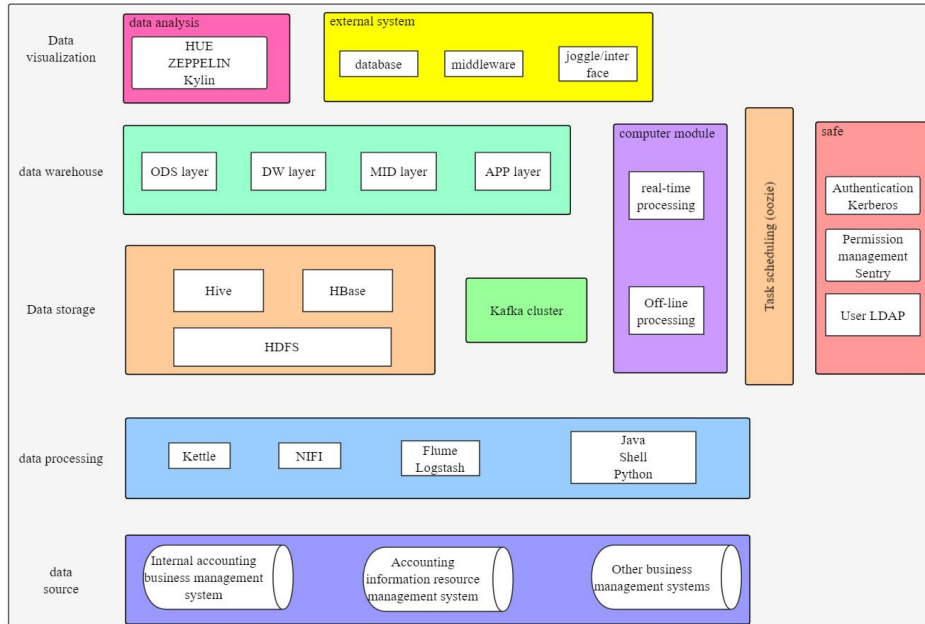 Data
visualization
data analysis
HUE
ZEPPELIN
Kylin
external system
database
middleware
joggle/inter
face
data warehouse
ODS layer
DW layer
MID layer
APP layer
computer module
real-time
processing
Off-line
processing
Task scheduling (oozie)
safe
Authentication
Kerberos
Permission
management
Sentry
User LDAP
Data storage
Hive
HBase
HDFS
Kafka cluster
data processing
Kettle
NIFI
Flume
Logstash
Java
Shell
Python
data
source
Internal accounting
business management
system
Accounting
information resource
management system
Other business
management systems